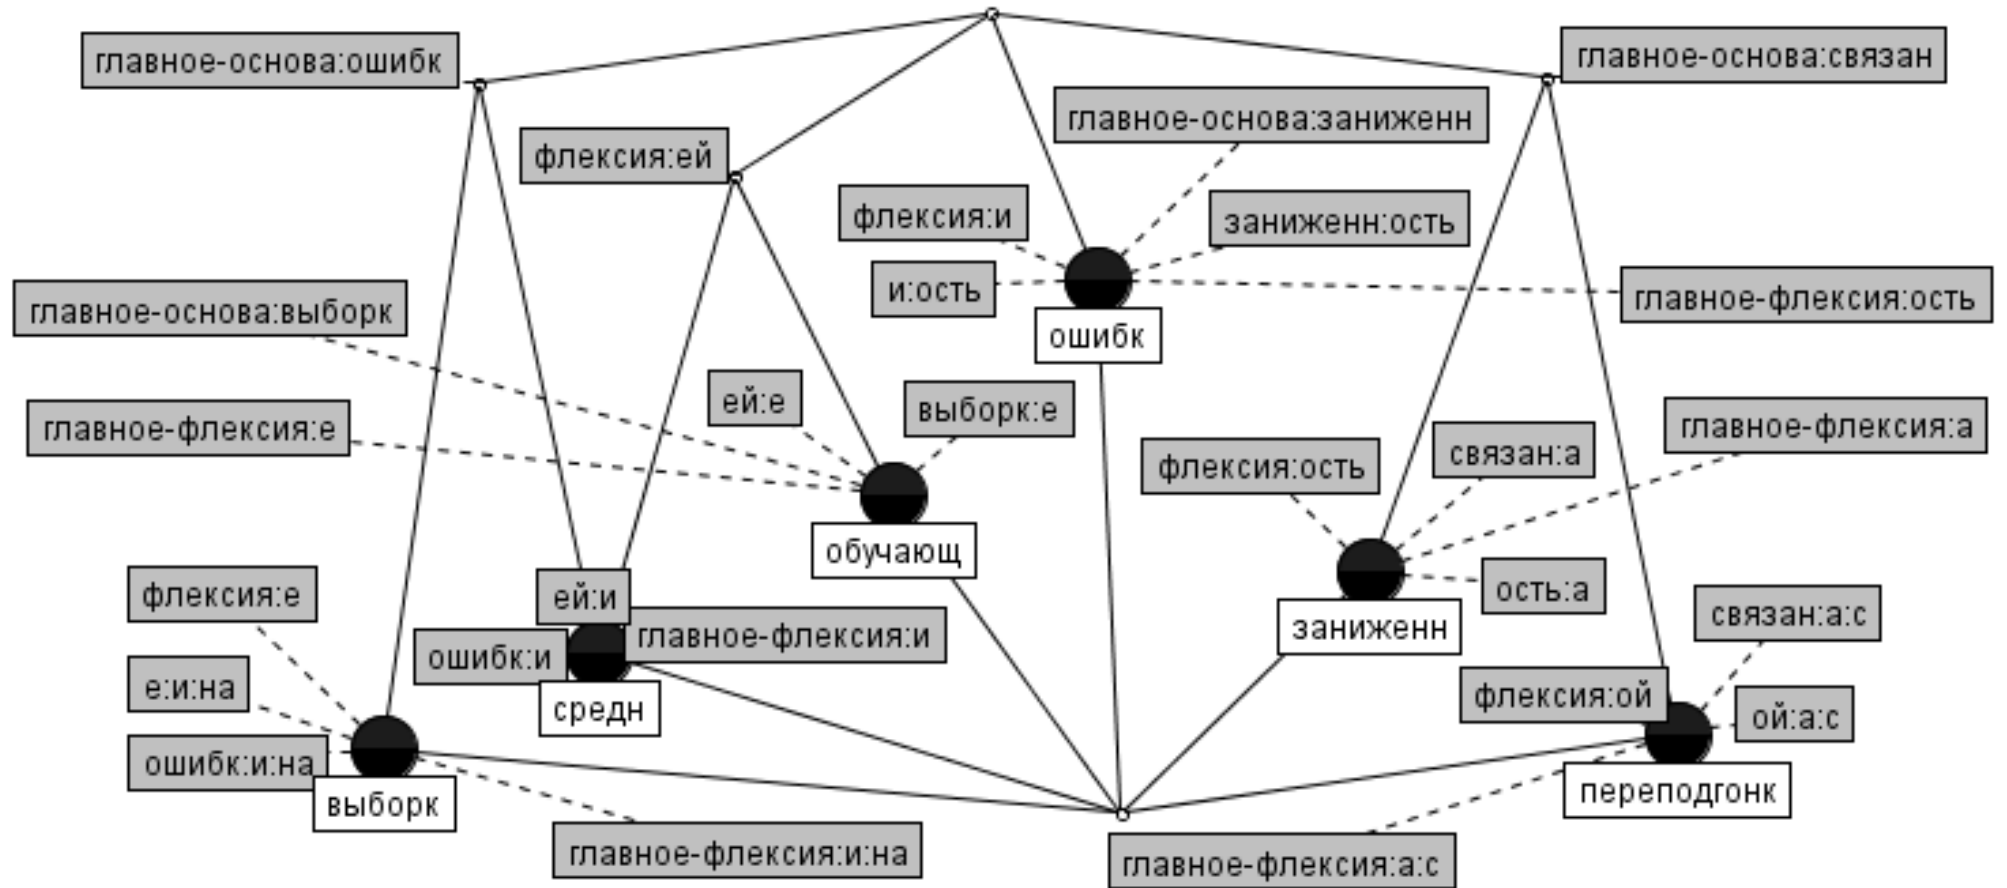 главное-основа:ошибк
главное-основа:связан
главное-основа:заниженн
флексия:ей
флексия:и
заниженн:ость
и:ость
главное-флексия:ость
главное-основа:выборк
ошибк
ей:е
выборк:е
главное-флексия:а
главное-флексия:е
флексия:ость
связан:а
обучающ
флексия:е
ей:и
ость:а
связан:а:с
заниженн
главное-флексия:и
ошибк:и
е:и:на
флексия:ой
средн
ой:а:с
ошибк:и:на
переподгонк
выборк
главное-флексия:и:на
главное-флексия:а:с